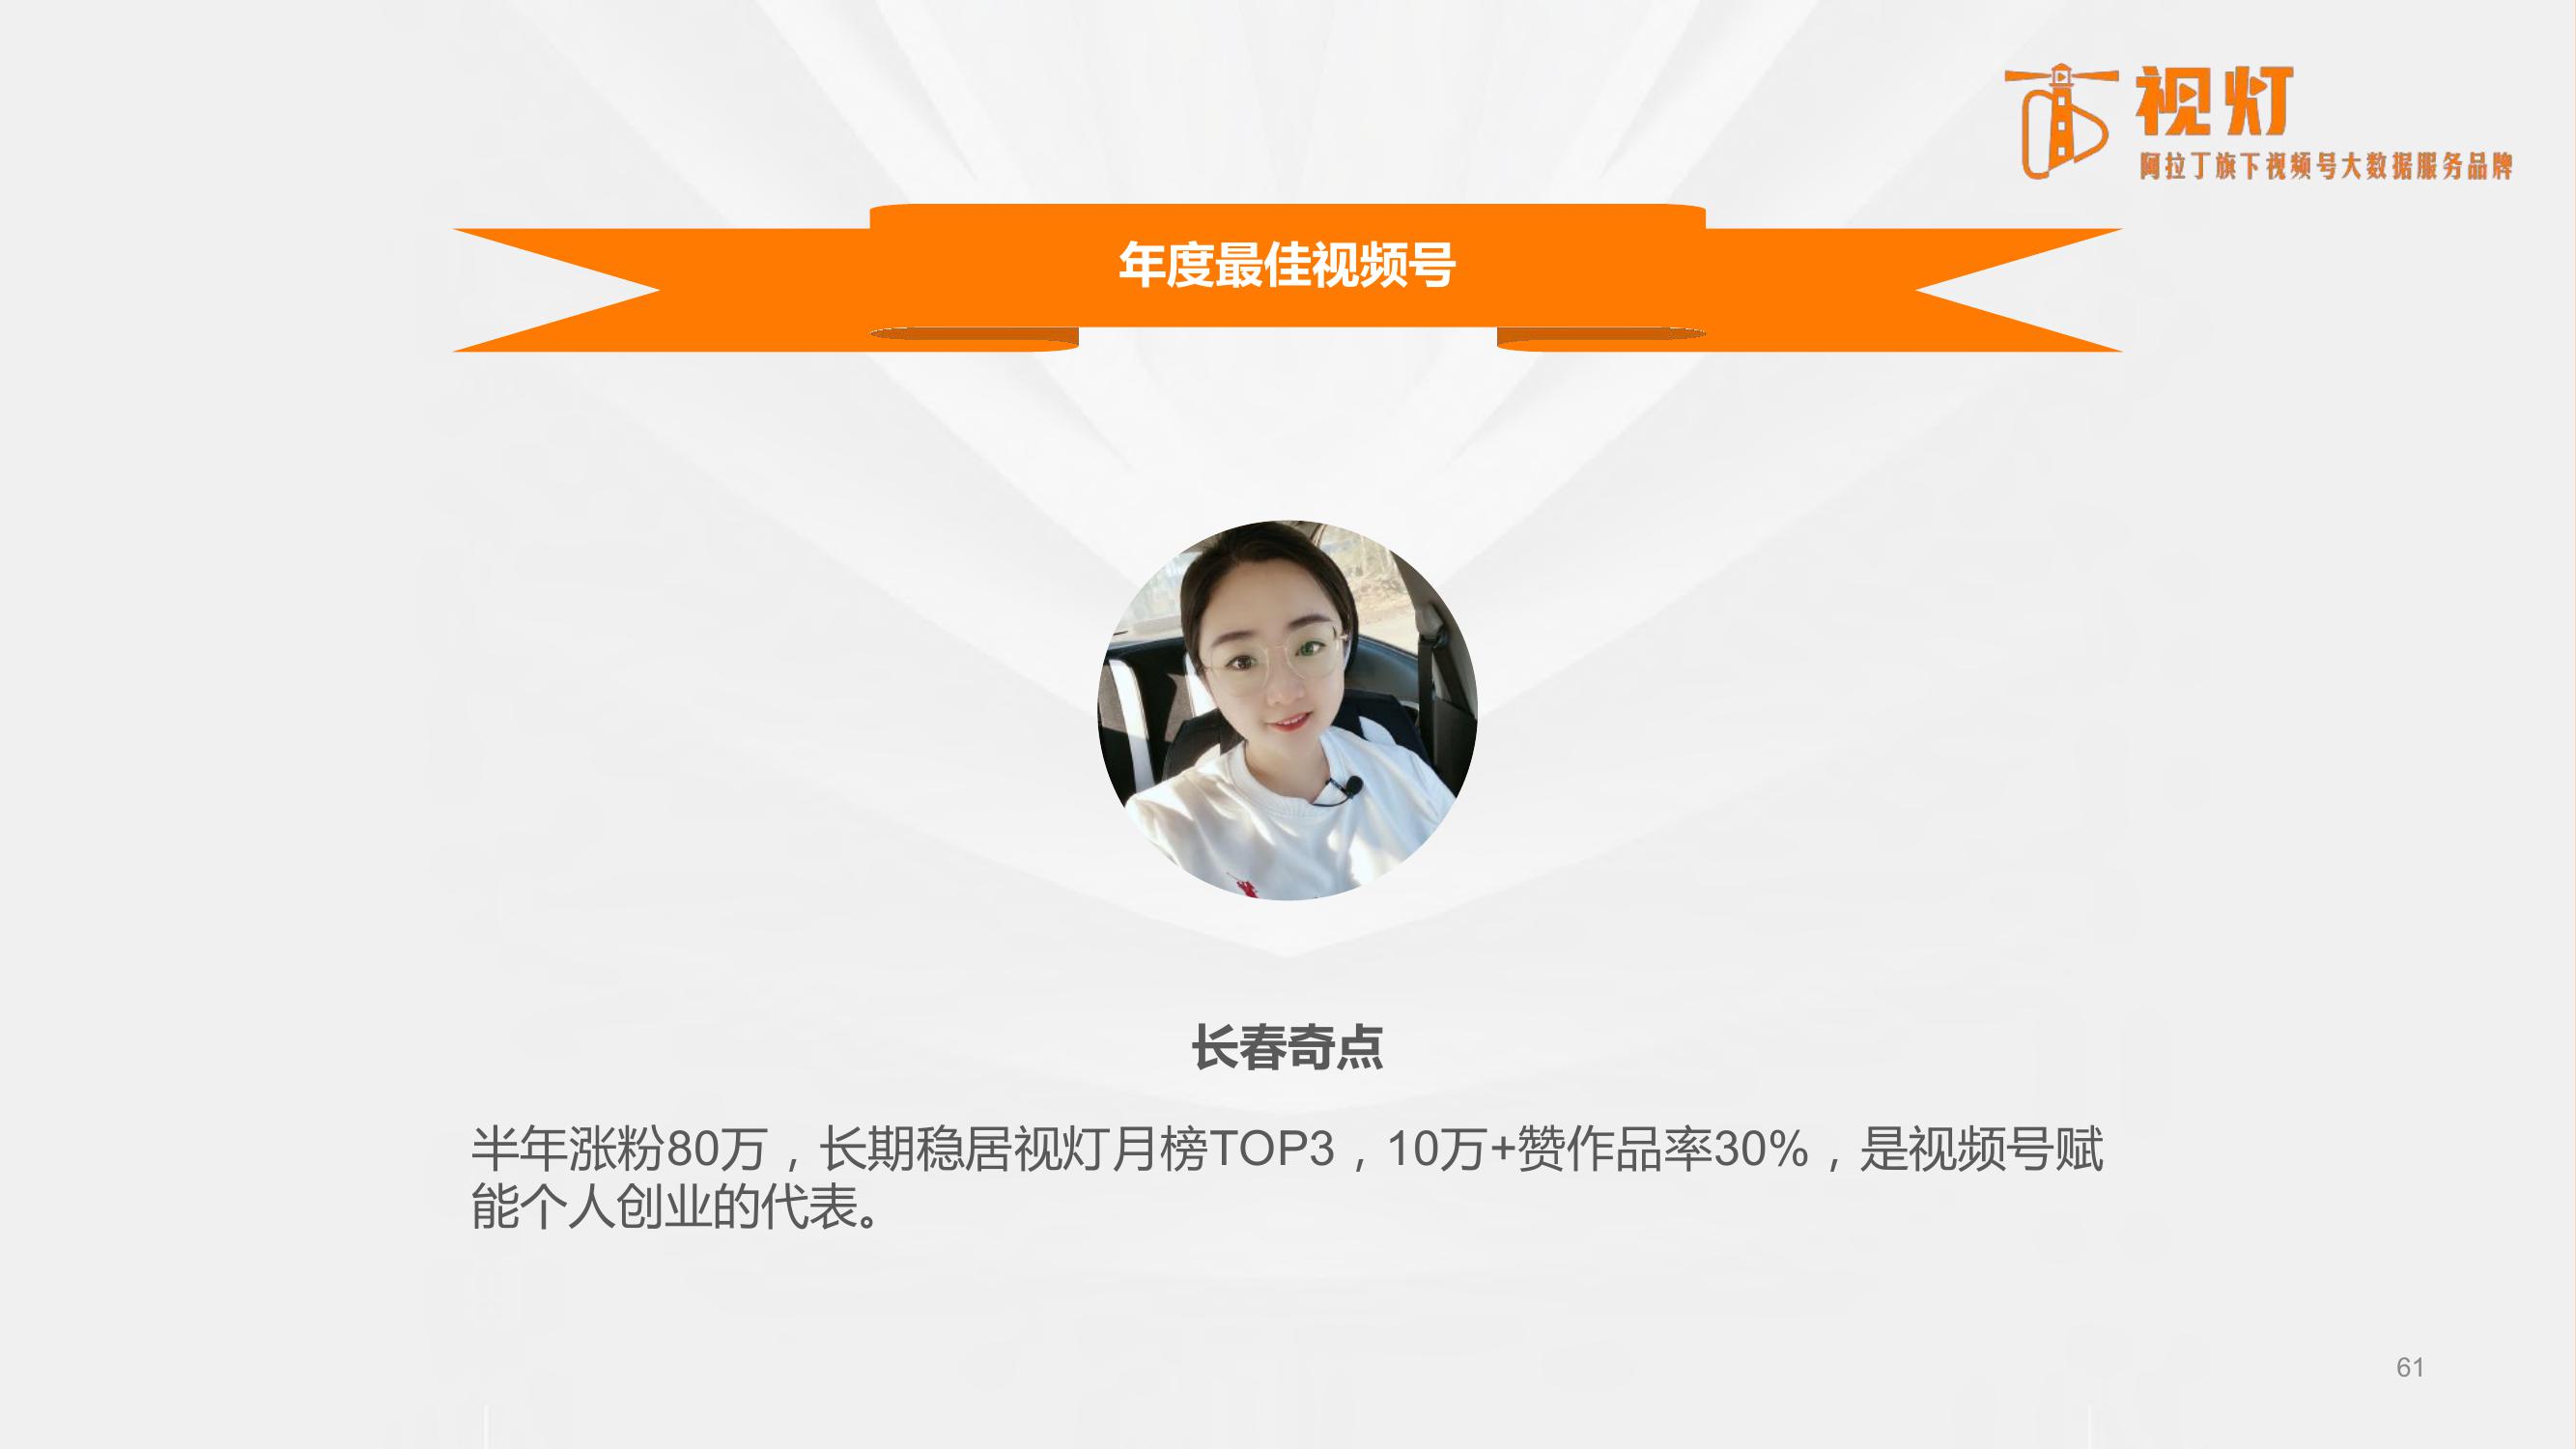 视灯
阿拉丁旗下视频号大数据服务品牌
年度最佳视频号
长春奇点
半年涨粉80万，长期稳居视灯月榜TOP3，10万+赞作品率30%，是视频号赋
能个人创业的代表。
61